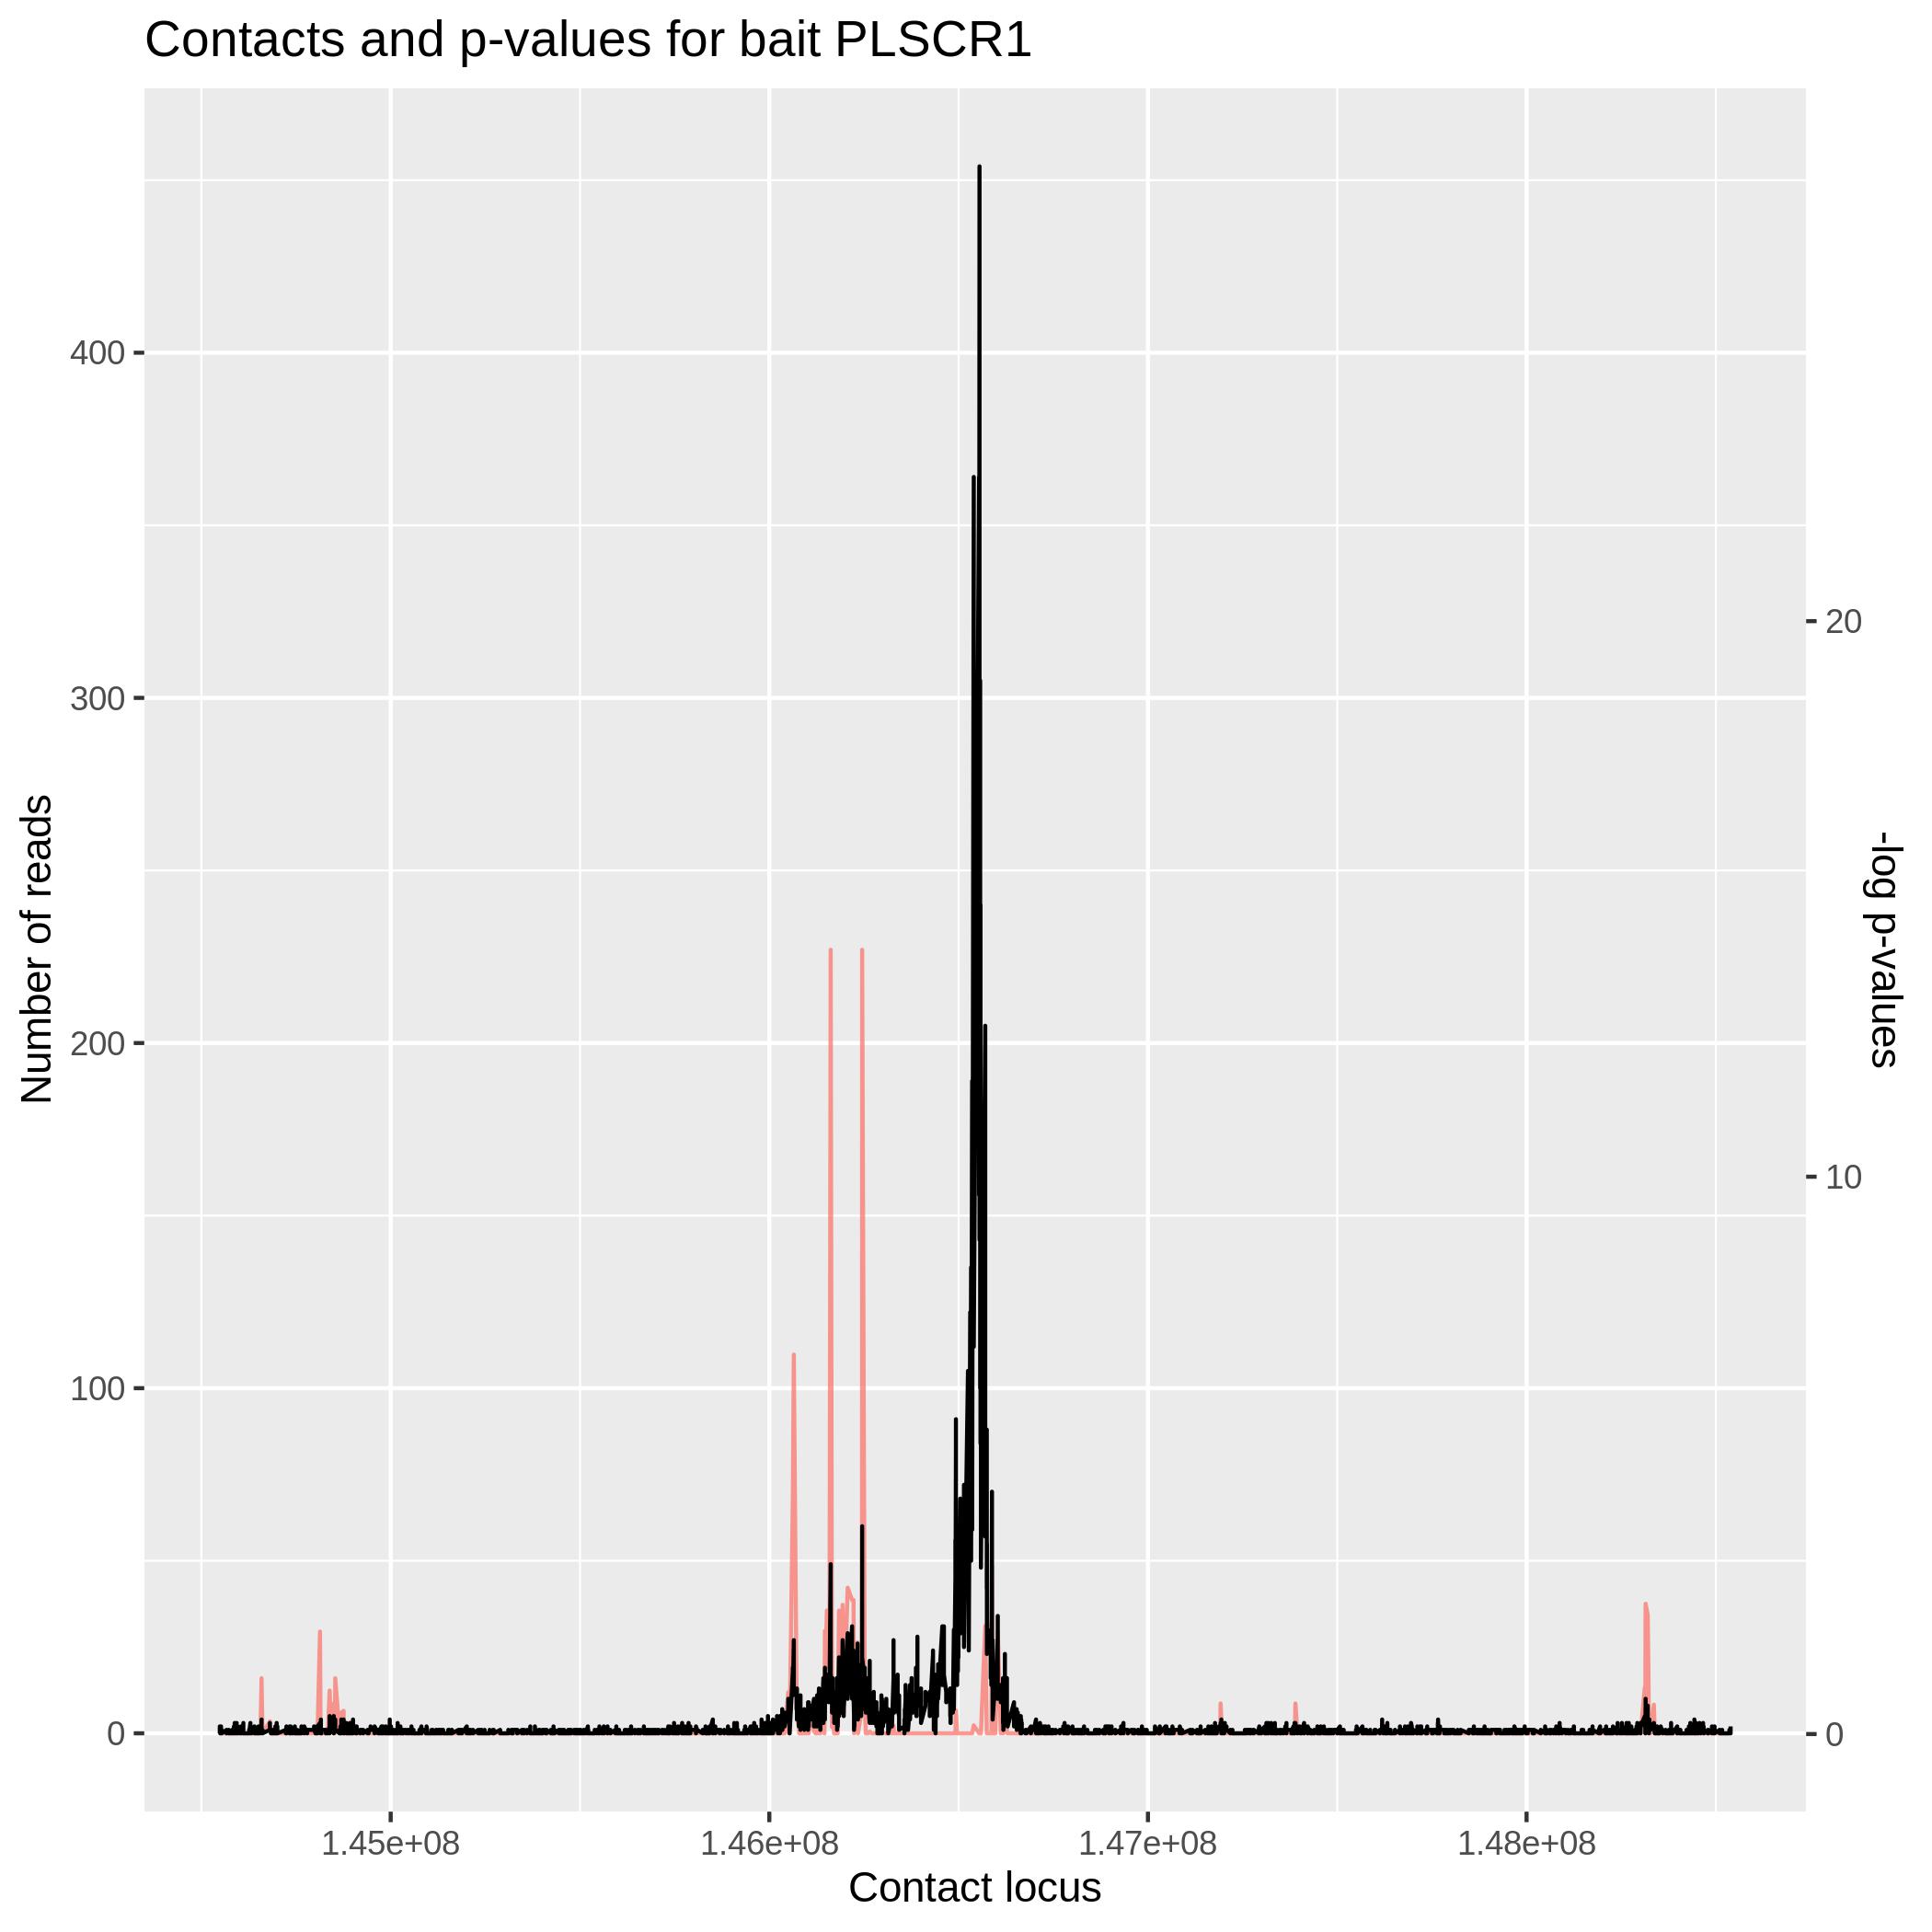 Contacts and p-values for bait PLSCR1
Number of reads
400
300
200
100
0
20
10
0
-log p-values
1.45e+08
1.46e+08
1.47e+08
1.48e+08
Contact locus